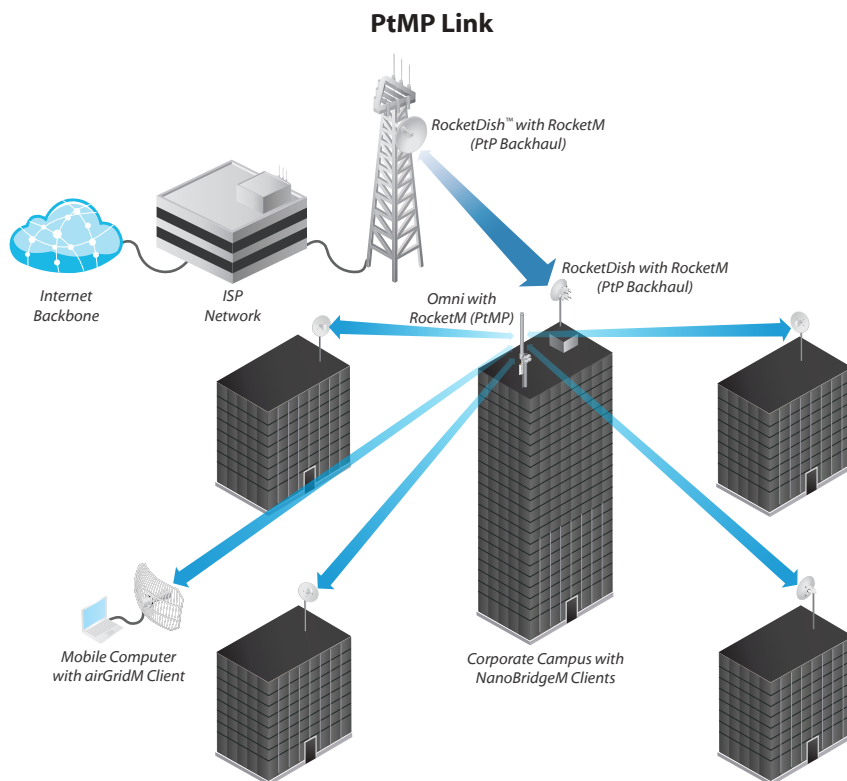 PtMP Link
RocketDish™ with RocketM
(PtP Backhaul)
RocketDish with RocketM
(PtP Backhaul)
Internet
Backbone
ISP
Network
Omni with
RocketM (PtMP)
Mobile Computer
with airGridM Client
Corporate Campus with
NanoBridgeM Clients